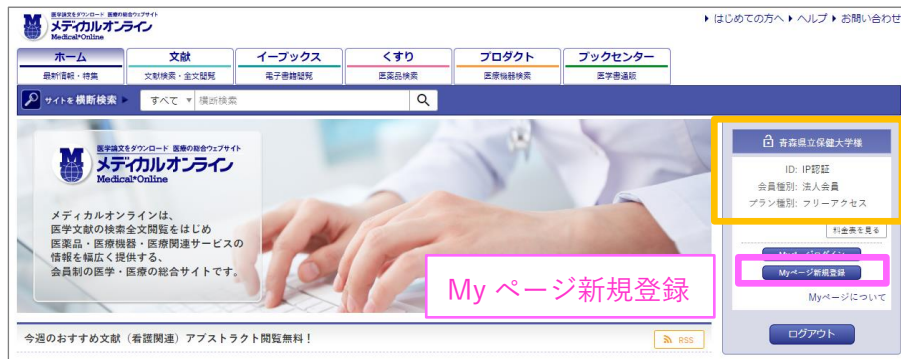 医学論文をダウンロード 医療の総合ウェブサイト
メディカルオンライン
Medical*Online
はじめての方へ ヘルプ お問い合わせ
ホーム
最新情報・特集
文献
文献検索・全文閲覧
イーブックス
電子書籍閲覧
くすり
医薬品検索
プロダクト
医療機器検索
ブックセンター
医学書通販
サイトを横断検索
すべて
横断検索
医学論文をダウンロード 医療の総合ウェブサイト
メディカルオンライン
Medical*Online
メディカルオンラインは、
医学文献の検索全文閲覧をはじめ
医薬品・医療機器・医療関連サービスの
情報を幅広く提供する、
会員制の医学・医療の総合サイトです。
青森県立保健大学様
ID: IP認証
会員種別: 法人会員
プラン種別: フリーアクセス
料金表を見る
Myページログイン
Myページ新規登録
Myページについて
ログアウト
My ページ新規登録
今週のおすすめ文献（看護関連）アブストラクト閲覧無料！
RSS